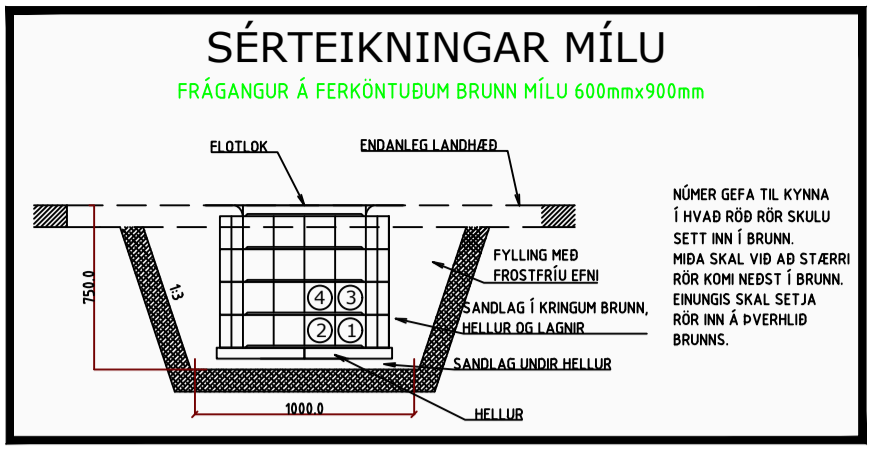 SÉRTEIKNINGAR MÍLU
FRÁGANGUR Á FERKÖNTUÐUM BRUNN MÍLU 600mmx900mm
FLOTLOK
ENDANLEG LANDHÆÐ
NÚMER GEFA TIL KYNNA
Í HVAÐ RÖÐ RÖR SKULU
SETT INN Í BRUNN.
MIÐA SKAL VIÐ AÐ STÆRRI
RÖR KOMI NEÐST Í BRUNN.
EINUNGIS SKAL SETJA
RÖR INN Á ÞVERHLIÐ
BRUNNS.
FYLLING MEÐ
FROSTFRÍU EFNI
750.0
1:3
4 3
2 1
SANDLAG Í KRINGUM BRUNN,
HELLUR OG LAGNIR
SANDLAG UNDIR HELLUR
1000.0
HELLUR